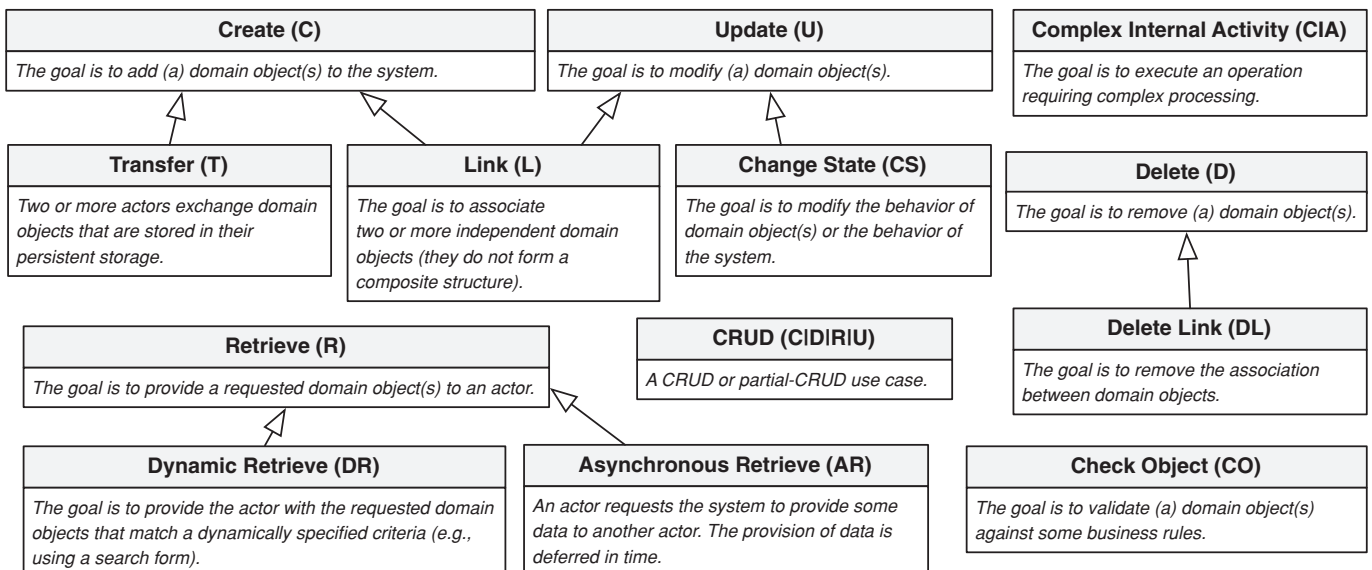 Create (C)
The goal is to add (a) domain object(s) to the system.
Update (U)
The goal is to modify (a) domain object(s).
Complex Internal Activity (CIA)
The goal is to execute an operation
requiring complex processing.
Transfer (T)
Two or more actors exchange domain
objects that are stored in their
persistent storage.
Link (L)
The goal is to associate
two or more independent domain
objects (they do not form a
composite structure).
Change State (CS)
The goal is to modify the behavior of
domain object(s) or the behavior of
the system.
Delete (D)
The goal is to remove (a) domain object(s).
Retrieve (R)
The goal is to provide a requested domain object(s) to an actor.
CRUD (C|D|R|U)
A CRUD or partial-CRUD use case.
Delete Link (DL)
The goal is to remove the association
between domain objects.
Dynamic Retrieve (DR)
The goal is to provide the actor with the requested domain
objects that match a dynamically specified criteria (e.g.,
using a search form).
Asynchronous Retrieve (AR)
An actor requests the system to provide some
data to another actor. The provision of data is
deferred in time.
Check Object (CO)
The goal is to validate (a) domain object(s)
against some business rules.